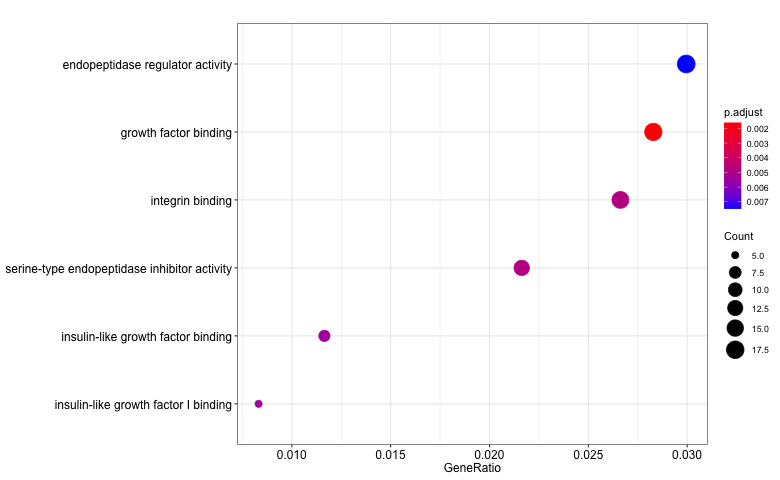 endopeptidase regulator activity
growth factor binding
integrin binding
serine-type endopeptidase inhibitor activity
insulin-like growth factor binding
insulin-like growth factor I binding
0.010 0.015 0.020 0.025 0.030
GeneRatio
p.adjust
0.002
0.003
0.004
0.005
0.006
0.007
Count
5.0
7.5
10.0
12.5
15.0
17.5